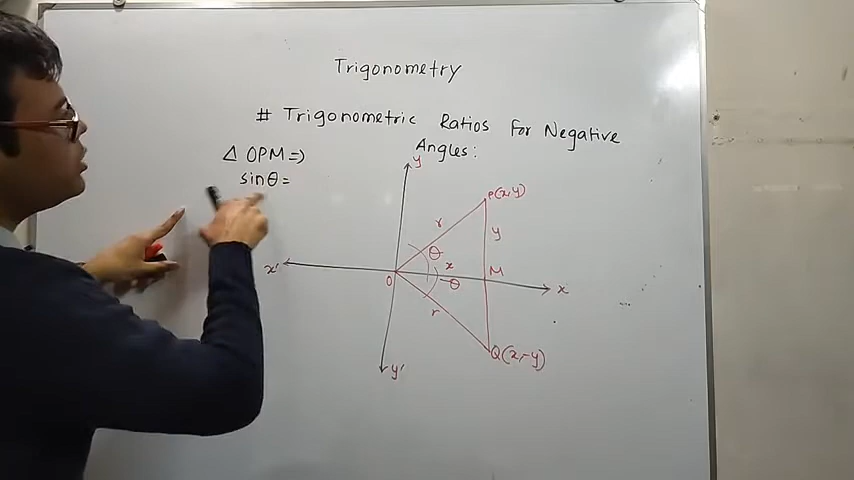 Trigonometry
# Trigonometric Ratios For Negative
Angles:
Δ OPM =>
sinθ =
y
P(x,y)
r
y
θ
x'
x
M
O
-θ
x
r
Q(x,-y)
y'